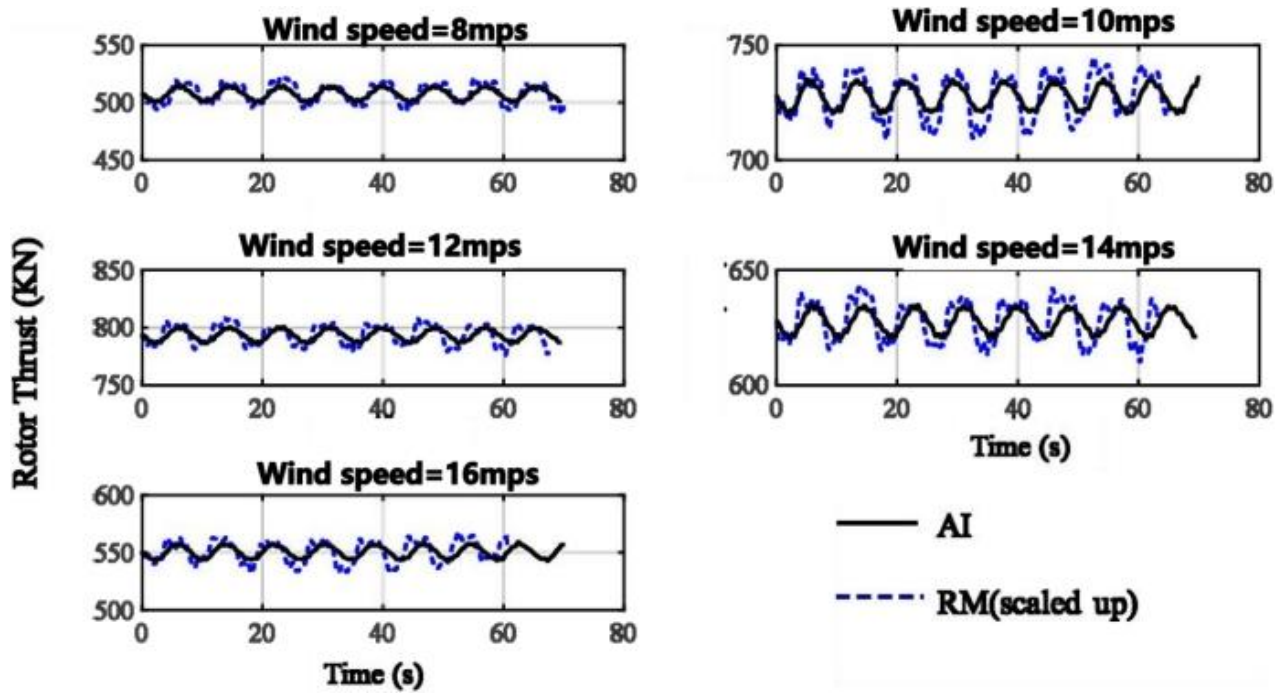 Wind speed=8mps
550
500
450
0 20 40 60 80
Wind speed=10mps
750
700
0 20 40 60 80
Rotor Thrust (KN)
Wind speed=12mps
850
800
750
0 20 40 60 80
Wind speed=14mps
650
600
0 20 40 60 80
Time (s)
Wind speed=16mps
600
550
500
0 20 40 60 80
Time (s)
AI
RM(scaled up)